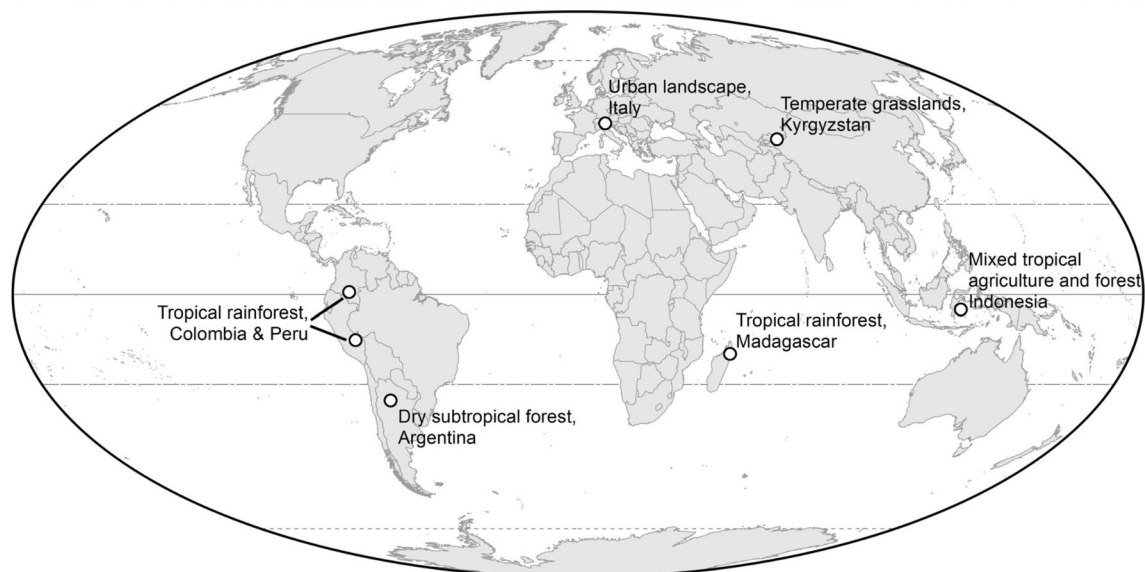 Urban landscape,
Italy
Temperate grasslands,
Kyrgyzstan
Mixed tropical
agriculture and forest
Indonesia
Tropical rainforest,
Colombia & Peru
Tropical rainforest,
Madagascar
Dry subtropical forest,
Argentina